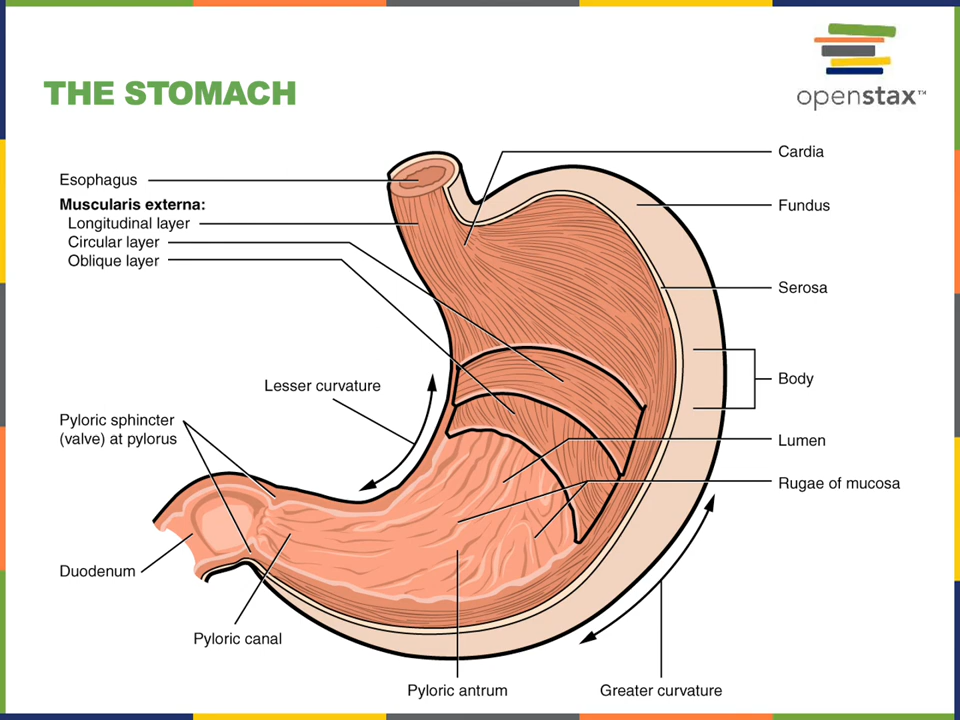 THE STOMACH
openstax™
Esophagus
Muscularis externa:
Longitudinal layer
Circular layer
Oblique layer
Cardia
Fundus
Serosa
Body
Lesser curvature
Pyloric sphincter
(valve) at pylorus
Lumen
Rugae of mucosa
Duodenum
Pyloric canal
Pyloric antrum
Greater curvature